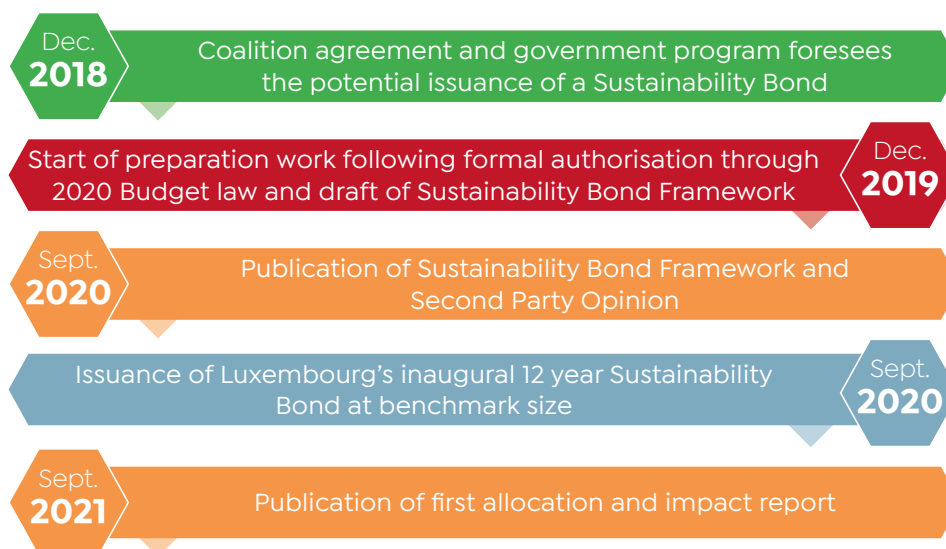 Dec.
2018
Coalition agreement and government program foresees
the potential issuance of a Sustainability Bond
Start of preparation work following formal authorisation through
2020 Budget law and draft of Sustainability Bond Framework
Dec.
2019
Sept.
2020
Publication of Sustainability Bond Framework and
Second Party Opinion
Issuance of Luxembourg's inaugural 12 year Sustainability
Bond at benchmark size
Sept.
2020
Sept.
2021
Publication of first allocation and impact report